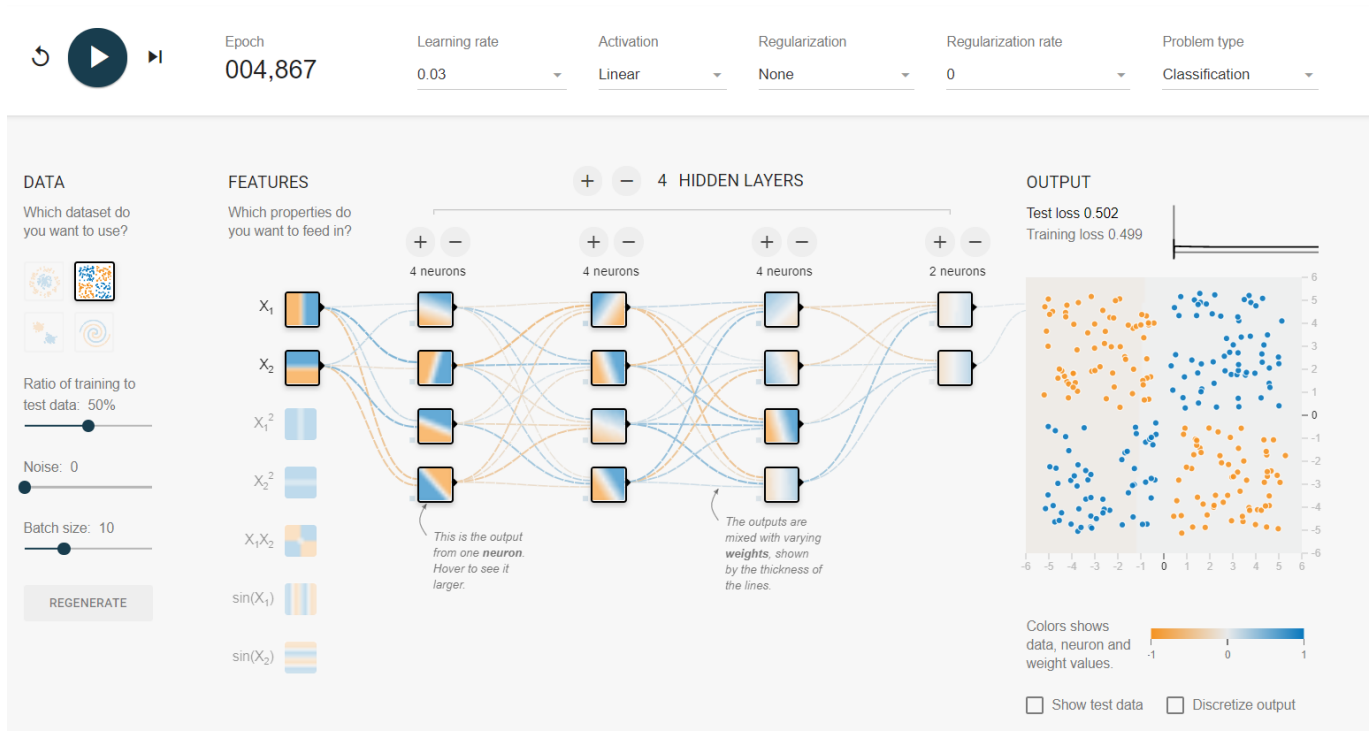 Epoch
004,867
Learning rate
0.03
Activation
Linear
Regularization
None
Regularization rate
0
Problem type
Classification
DATA
Which dataset do
you want to use?
Ratio of training to
test data: 50%
Noise: 0
Batch size: 10
REGENERATE
FEATURES
Which properties do
you want to feed in?
X₁
X₂
X₁²
X₂²
X₁X₂
sin(X₁)
sin(X₂)
+ − 4 HIDDEN LAYERS
+ −
4 neurons
+ −
4 neurons
+ −
4 neurons
+ −
2 neurons
This is the output
from one neuron.
Hover to see it
larger.
The outputs are
mixed with varying
weights, shown
by the thickness of
the lines.
OUTPUT
Test loss 0.502
Training loss 0.499
6
5
4
3
2
1
0
-1
-2
-3
-4
-5
-6
-6 -5 -4 -3 -2 -1 0 1 2 3 4 5 6
Colors shows
data, neuron and
weight values.
-1 0 1
Show test data
Discretize output